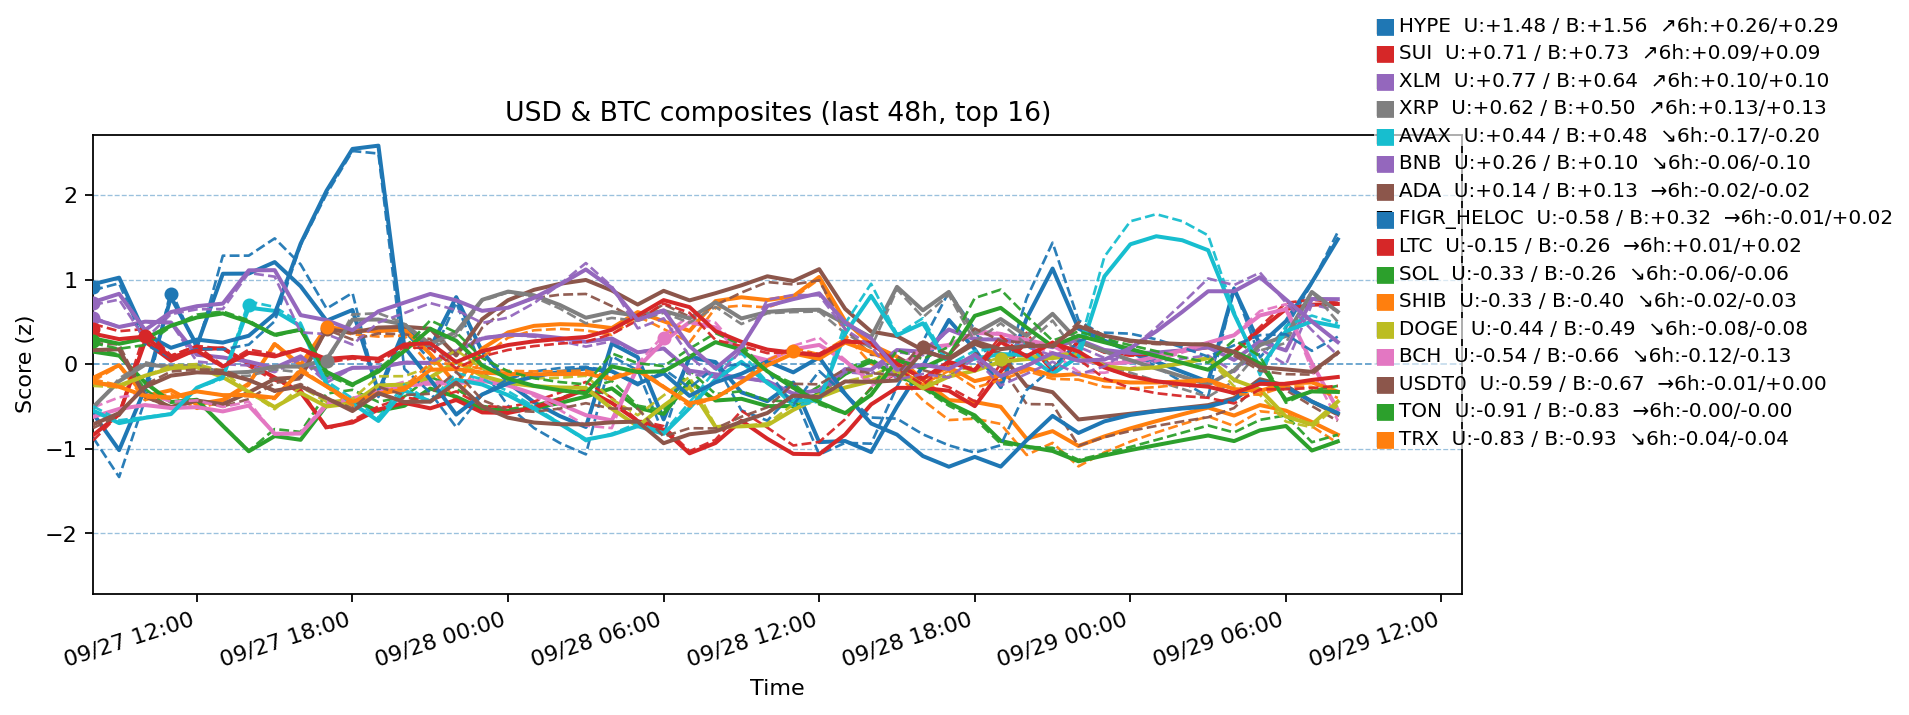 HYPE  U:+1.48 / B:+1.56  ↗6h:+0.26/+0.29
SUI  U:+0.71 / B:+0.73  ↗6h:+0.09/+0.09
XLM  U:+0.77 / B:+0.64  ↗6h:+0.10/+0.10
XRP  U:+0.62 / B:+0.50  ↗6h:+0.13/+0.13
AVAX  U:+0.44 / B:+0.48  ↘6h:-0.17/-0.20
BNB  U:+0.26 / B:+0.10  ↘6h:-0.06/-0.10
ADA  U:+0.14 / B:+0.13  →6h:-0.02/-0.02
FIGR_HELOC  U:-0.58 / B:+0.32  →6h:-0.01/+0.02
LTC  U:-0.15 / B:-0.26  →6h:+0.01/+0.02
SOL  U:-0.33 / B:-0.26  ↘6h:-0.06/-0.06
SHIB  U:-0.33 / B:-0.40  ↘6h:-0.02/-0.03
DOGE  U:-0.44 / B:-0.49  ↘6h:-0.08/-0.08
BCH  U:-0.54 / B:-0.66  ↘6h:-0.12/-0.13
USDT0  U:-0.59 / B:-0.67  →6h:-0.01/+0.00
TON  U:-0.91 / B:-0.83  →6h:-0.00/-0.00
TRX  U:-0.83 / B:-0.93  ↘6h:-0.04/-0.04
USD & BTC composites (last 48h, top 16)
Score (z)
2
1
0
−1
−2
09/27 12:00
09/27 18:00
09/28 00:00
09/28 06:00
09/28 12:00
09/28 18:00
09/29 00:00
09/29 06:00
09/29 12:00
Time